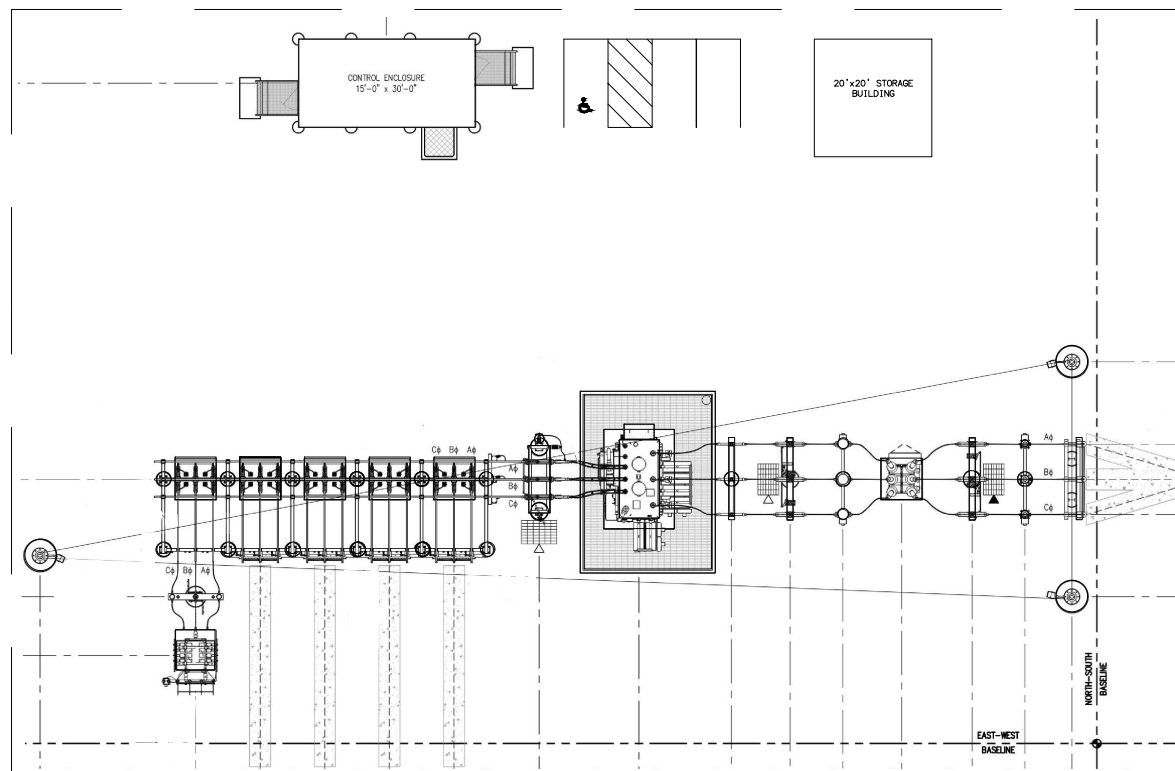 CONTROL ENCLOSURE
15'-0" x 30'-0"
20'x20' STORAGE
BUILDING
Aϕ
Bϕ
Cϕ
Cϕ Bϕ Aϕ
Aϕ
Bϕ
Cϕ
Cϕ Bϕ Aϕ
NORTH-SOUTH
BASELINE
EAST-WEST
BASELINE